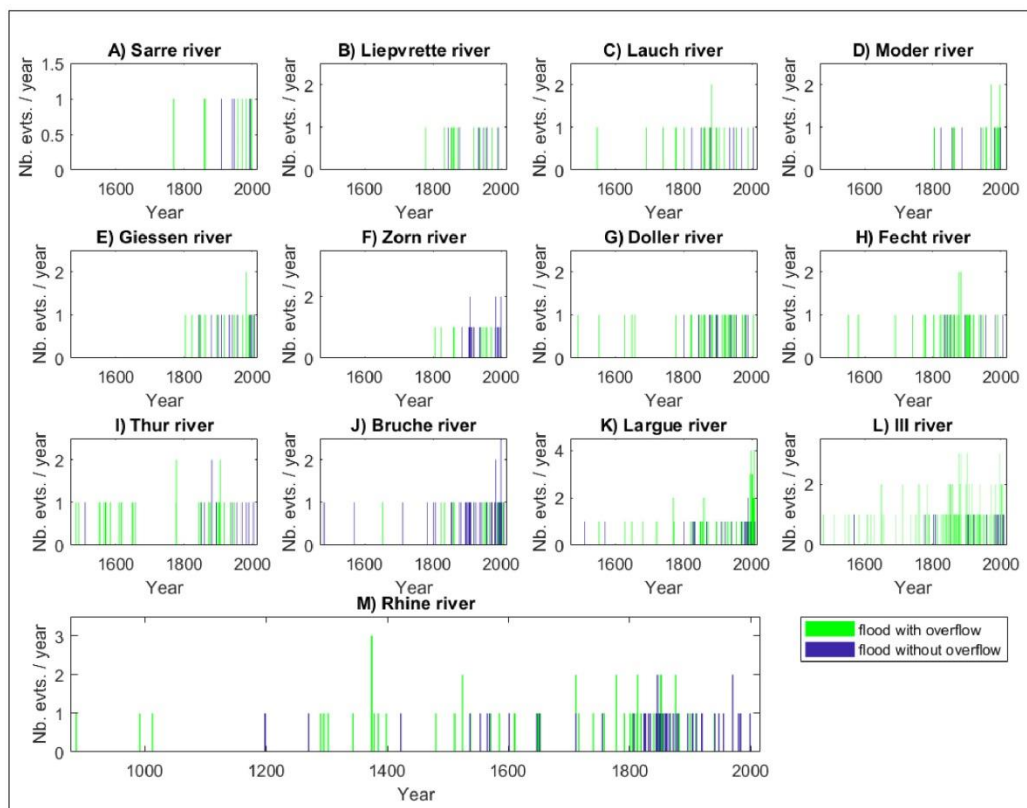 A) Sarre river
B) Liepvrette river
C) Lauch river
D) Moder river
Nb. evts. / year
1.5
1
0.5
0
1600 1800 2000
Year
Nb. evts. / year
2
1
0
1600 1800 2000
Year
Nb. evts. / year
2
1
0
1600 1800 2000
Year
Nb. evts. / year
2
1
0
1600 1800 2000
Year
E) Giessen river
F) Zorn river
G) Doller river
H) Fecht river
Nb. evts. / year
2
1
0
1600 1800 2000
Year
Nb. evts. / year
2
1
0
1600 1800 2000
Year
Nb. evts. / year
2
1
0
1600 1800 2000
Year
Nb. evts. / year
2
1
0
1600 1800 2000
Year
I) Thur river
J) Bruche river
K) Largue river
L) Ill river
Nb. evts. / year
2
1
0
1600 1800 2000
Year
Nb. evts. / year
2
1
0
1600 1800 2000
Year
Nb. evts. / year
4
2
0
1600 1800 2000
Year
Nb. evts. / year
2
0
1600 1800 2000
Year
M) Rhine river
Nb. evts. / year
3
2
1
0
1000 1200 1400 1600 1800 2000
Year
flood with overflow
flood without overflow